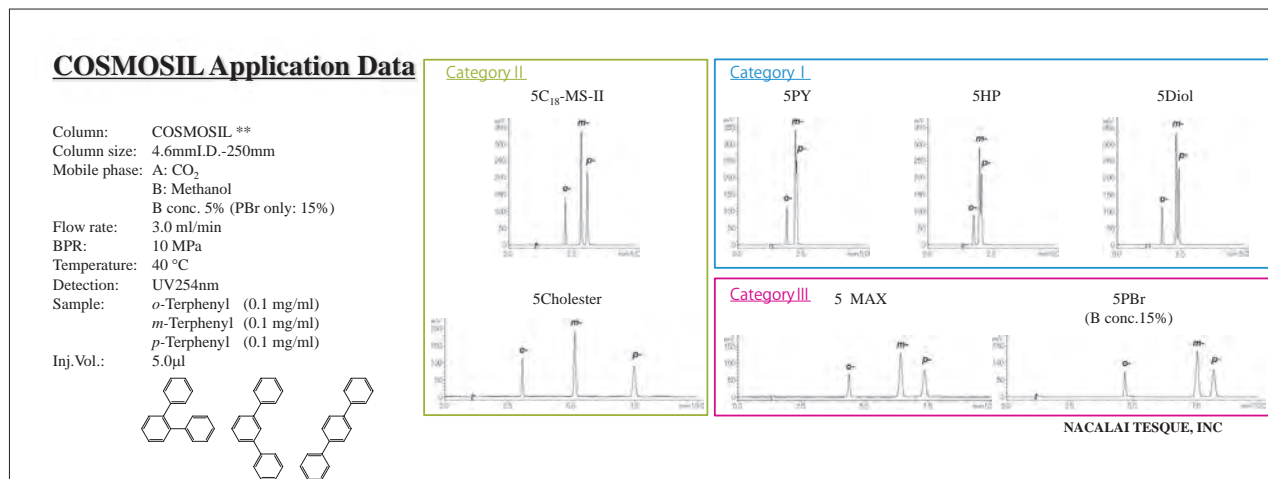 COSMOSIL Application Data
Column: COSMOSIL **
Column size: 4.6mmI.D.-250mm
Mobile phase: A: CO₂
B: Methanol
B conc. 5% (PBr only: 15%)
Flow rate: 3.0 ml/min
BPR: 10 MPa
Temperature: 40 °C
Detection: UV254nm
Sample: o-Terphenyl (0.1 mg/ml)
m-Terphenyl (0.1 mg/ml)
p-Terphenyl (0.1 mg/ml)
Inj.Vol.: 5.0µl
Category II
5C₁₈-MS-II
o-
m-
p-
5Cholester
o-
m-
p-
Category I
5PY
o-
m-
p-
5HP
o-
m-
p-
5Diol
o-
m-
p-
Category III
5 MAX
o-
m-
p-
5PBr
(B conc.15%)
o-
m-
p-
NACALAI TESQUE, INC